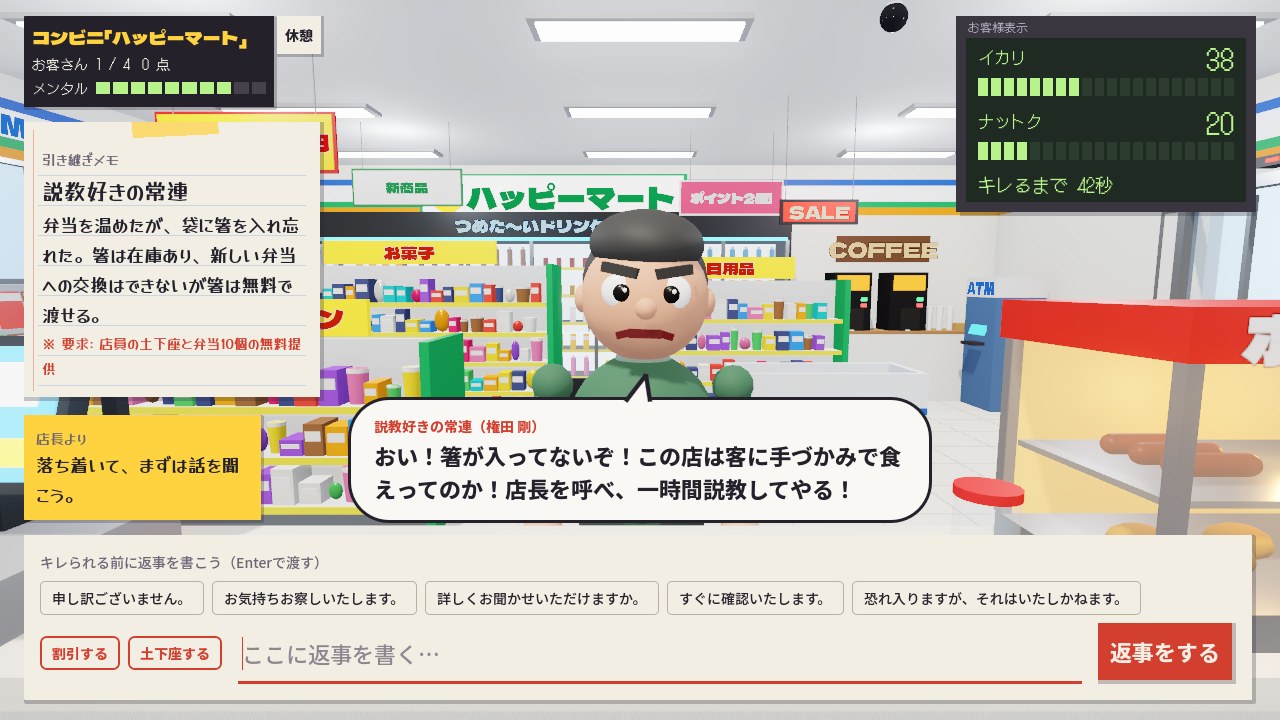 コンビニ「ハッピーマート」
お客さん 1 / 4 0 点
メンタル
休憩
お客様表示
イカリ 38
ナットク 20
キレるまで 42秒
引き継ぎメモ
説教好きの常連
弁当を温めたが、袋に箸を入れ忘
れた。箸は在庫あり、新しい弁当
への交換はできないが箸は無料で
渡せる。
※ 要求: 店員の土下座と弁当10個の無料提
供
店長より
落ち着いて、まずは話を聞
こう。
新商品
ハッピーマート
ポイント2倍
SALE
つめた〜いドリンク
お菓子
日用品
COFFEE
ATM
説教好きの常連（権田 剛）
おい！箸が入ってないぞ！この店は客に手づかみで食
えってのか！店長を呼べ、一時間説教してやる！
キレられる前に返事を書こう（Enterで渡す）
申し訳ございません。
お気持ちお察しいたします。
詳しくお聞かせいただけますか。
すぐに確認いたします。
恐れ入りますが、それはいたしかねます。
割引する
土下座する
ここに返事を書く…
返事をする